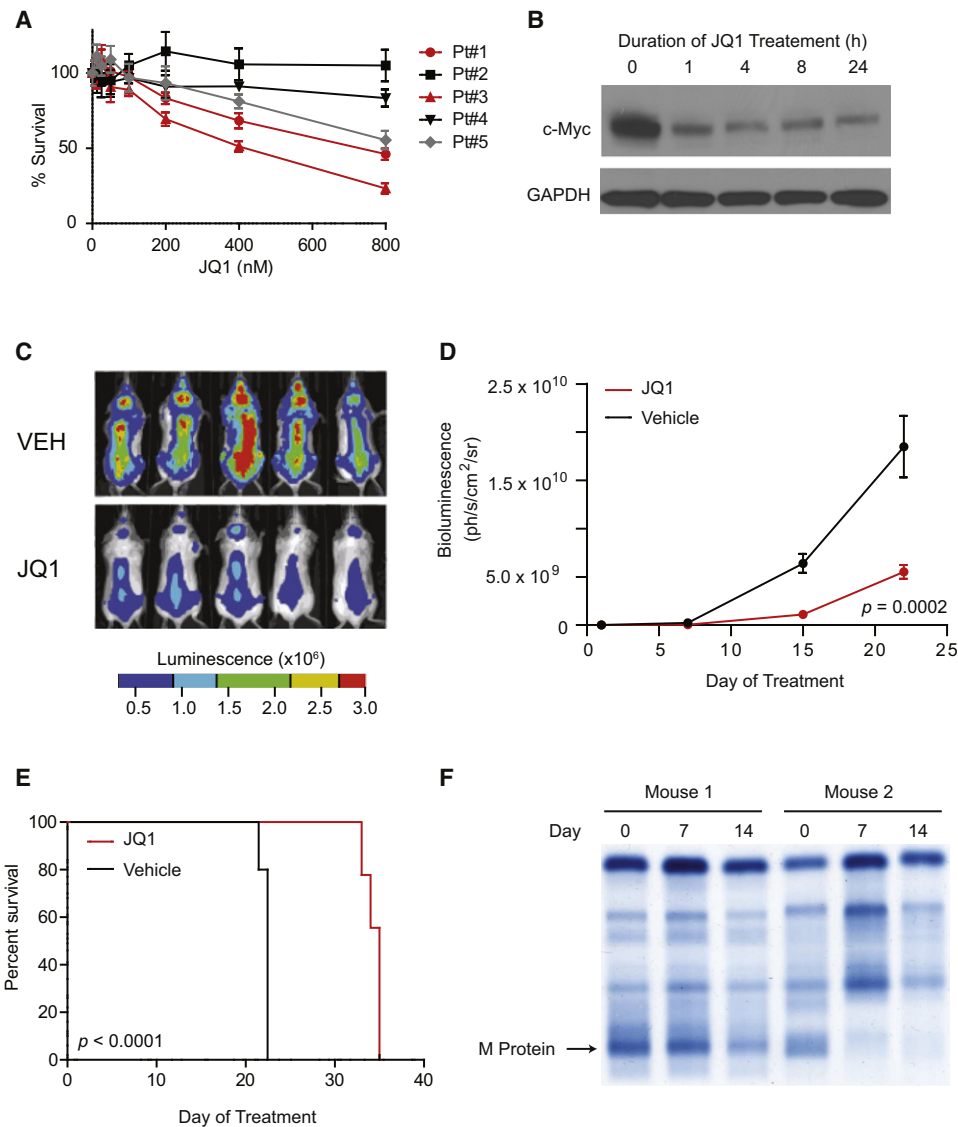 A
100
50
0
% Survival
0 200 400 600 800
JQ1 (nM)
Pt#1
Pt#2
Pt#3
Pt#4
Pt#5
B
Duration of JQ1 Treatement (h)
0 1 4 8 24
c-Myc
GAPDH
C
VEH
JQ1
Luminescence (x10⁶)
0.5 1.0 1.5 2.0 2.5 3.0
D
JQ1
Vehicle
Bioluminescence
(ph/s/cm²/sr)
2.5 x 10¹⁰
1.5 x 10¹⁰
5.0 x 10⁹
0
p = 0.0002
0 5 10 15 20 25
Day of Treatment
E
Percent survival
100
80
60
40
20
0
JQ1
Vehicle
p < 0.0001
0 10 20 30 40
Day of Treatment
F
Mouse 1 Mouse 2
Day 0 7 14 0 7 14
M Protein